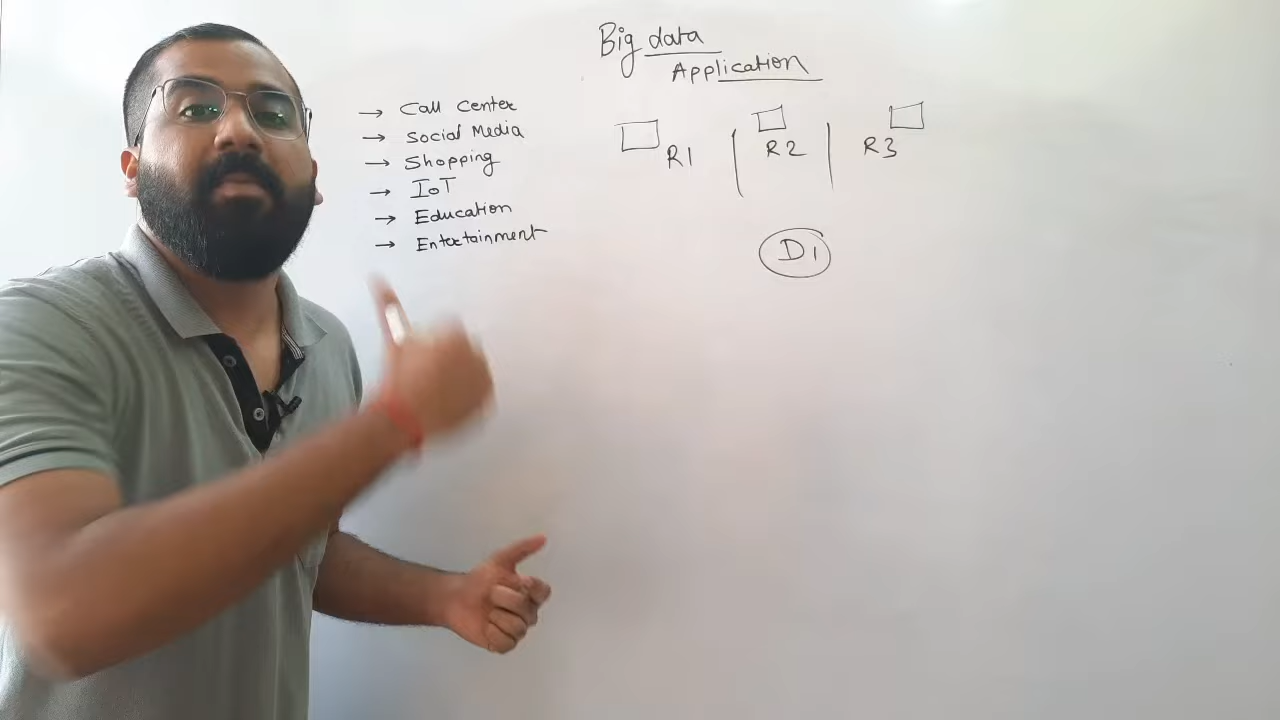 Big data
Application
→ Call Center
→ Social Media
→ Shopping
→ IoT
→ Education
→ Entertainment
R1 | R2 | R3
D1